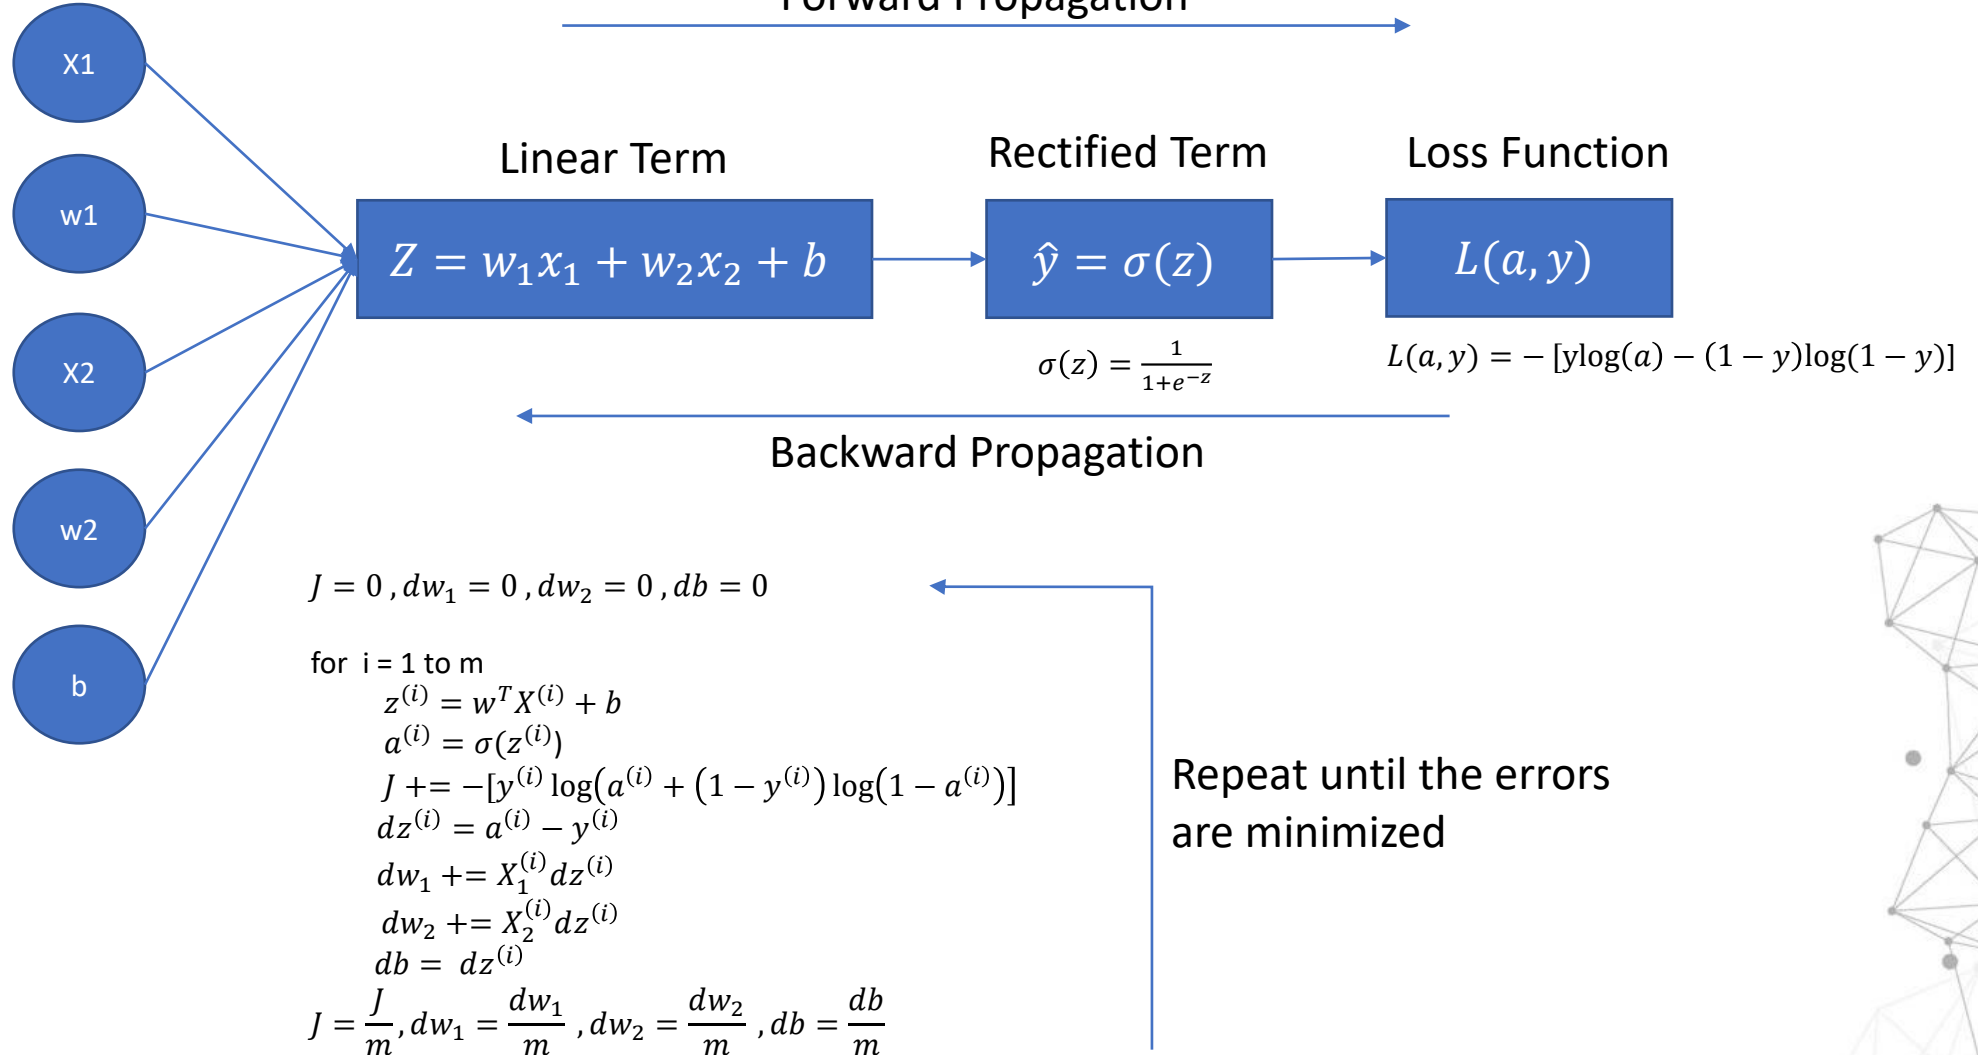 Forward Propagation
X1
w1
X2
w2
b
Linear Term
Rectified Term
Loss Function
Z = w₁x₁ + w₂x₂ + b
ŷ = σ(z)
L(a, y)
σ(z) = 1/(1+e⁻ᶻ)
L(a, y) = − [ylog(a) − (1 − y)log(1 − y)]
Backward Propagation
J = 0 , dw₁ = 0 , dw₂ = 0 , db = 0
for i = 1 to m
z⁽ⁱ⁾ = wᵀX⁽ⁱ⁾ + b
a⁽ⁱ⁾ = σ(z⁽ⁱ⁾)
J += −[y⁽ⁱ⁾ log(a⁽ⁱ⁾ + (1 − y⁽ⁱ⁾) log(1 − a⁽ⁱ⁾)]
dz⁽ⁱ⁾ = a⁽ⁱ⁾ − y⁽ⁱ⁾
dw₁ += X₁⁽ⁱ⁾dz⁽ⁱ⁾
dw₂ += X₂⁽ⁱ⁾dz⁽ⁱ⁾
db = dz⁽ⁱ⁾
J = J/m , dw₁ = dw₁/m , dw₂ = dw₂/m , db = db/m
Repeat until the errors
are minimized